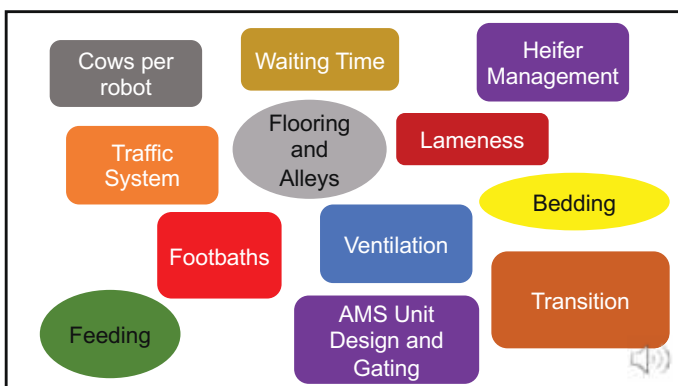 Cows per
robot
Waiting Time
Heifer
Management
Traffic
System
Flooring
and
Alleys
Lameness
Bedding
Footbaths
Ventilation
Transition
Feeding
AMS Unit
Design and
Gating